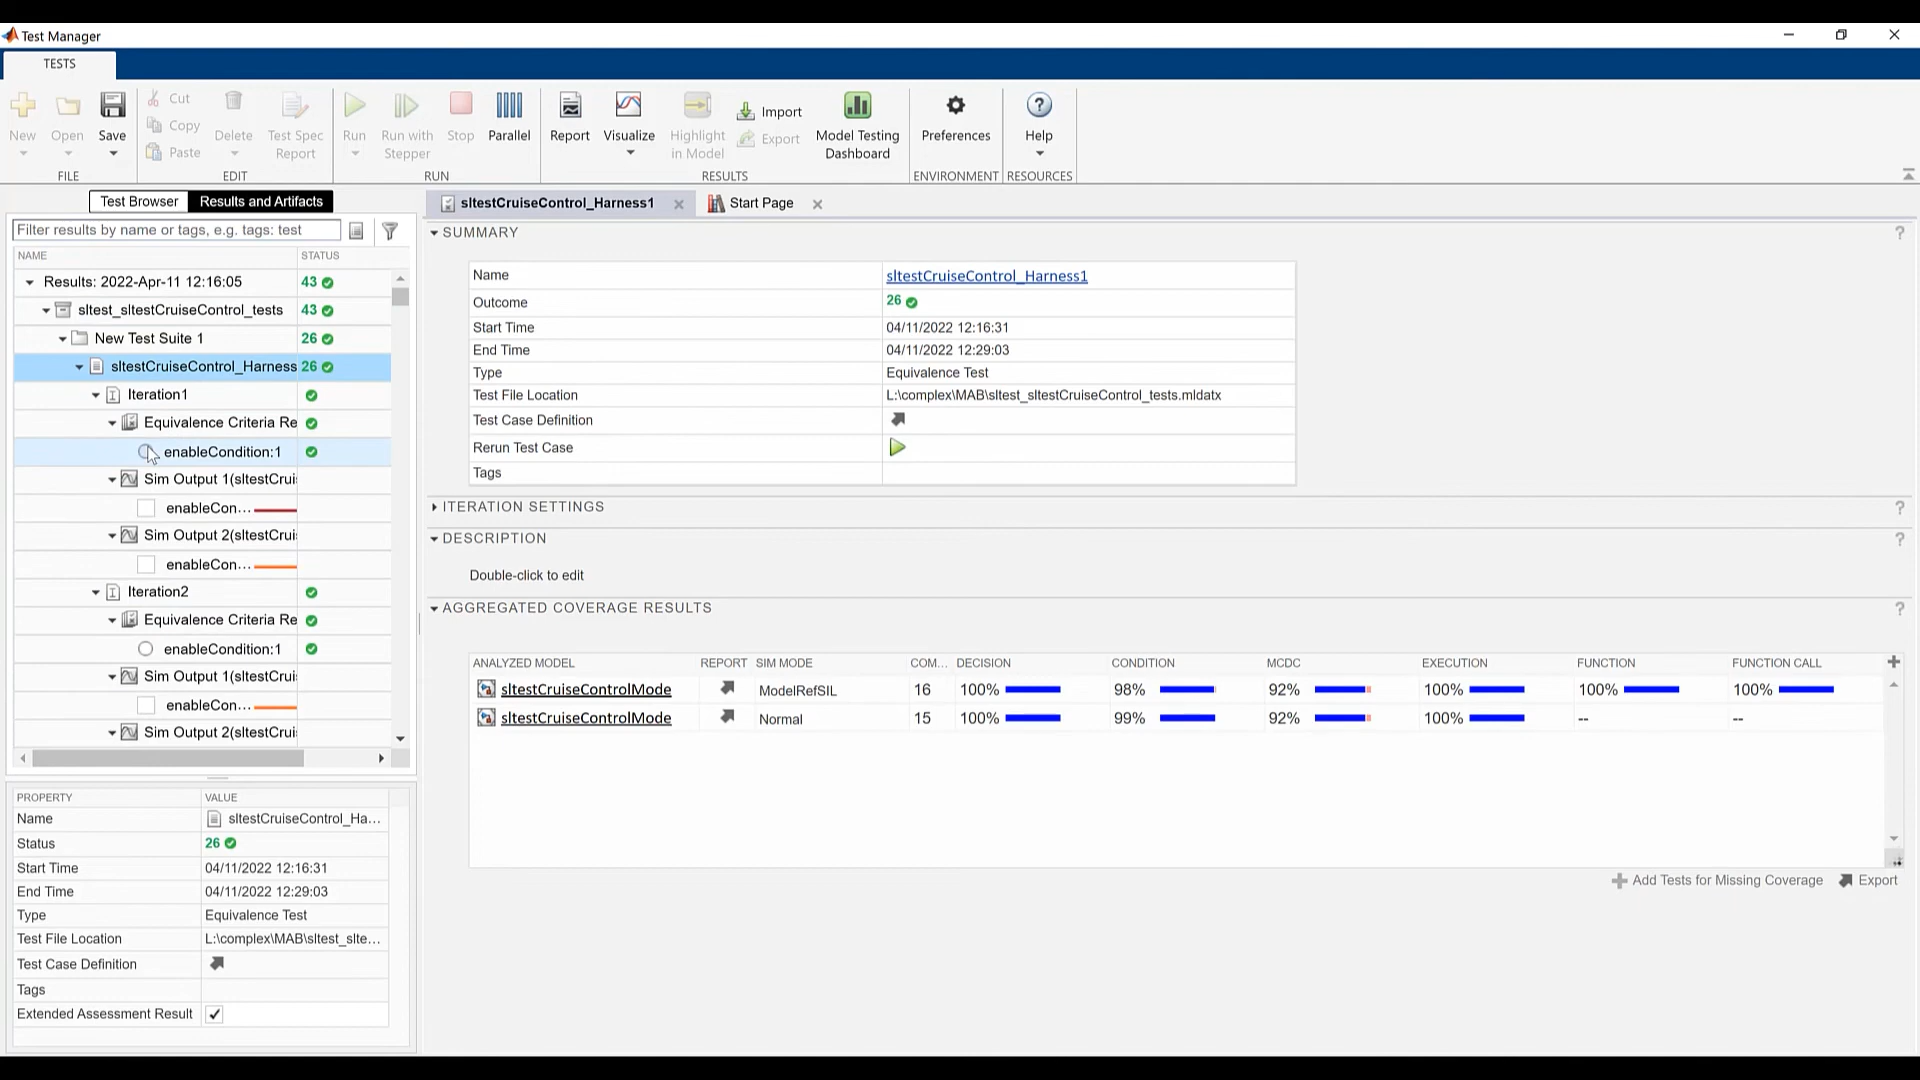 Test Manager
TESTS
New
Open
Save
Cut
Copy
Paste
Delete
Test Spec
Report
Run
Run with
Stepper
Stop
Parallel
Report
Visualize
Highlight
in Model
Import
Export
Model Testing
Dashboard
Preferences
Help
FILE EDIT RUN RESULTS ENVIRONMENT RESOURCES
Test Browser Results and Artifacts
Filter results by name or tags, e.g. tags: test
NAME STATUS
Results: 2022-Apr-11 12:16:05 43
sltest_sltestCruiseControl_tests 43
New Test Suite 1 26
sltestCruiseControl_Harness 26
Iteration1
Equivalence Criteria Re
enableCondition:1
Sim Output 1(sltestCrui
enableCon...
Sim Output 2(sltestCrui
enableCon...
Iteration2
Equivalence Criteria Re
enableCondition:1
Sim Output 1(sltestCrui
enableCon...
Sim Output 2(sltestCrui
PROPERTY VALUE
Name sltestCruiseControl_Ha...
Status 26
Start Time 04/11/2022 12:16:31
End Time 04/11/2022 12:29:03
Type Equivalence Test
Test File Location L:\complex\MAB\sltest_slte...
Test Case Definition
Tags
Extended Assessment Result
sltestCruiseControl_Harness1 Start Page
SUMMARY ?
Name sltestCruiseControl_Harness1
Outcome 26
Start Time 04/11/2022 12:16:31
End Time 04/11/2022 12:29:03
Type Equivalence Test
Test File Location L:\complex\MAB\sltest_sltestCruiseControl_tests.mldatx
Test Case Definition
Rerun Test Case
Tags
ITERATION SETTINGS ?
DESCRIPTION ?
Double-click to edit
AGGREGATED COVERAGE RESULTS ?
ANALYZED MODEL REPORT SIM MODE COM... DECISION CONDITION MCDC EXECUTION FUNCTION FUNCTION CALL
sltestCruiseControlMode ModelRefSIL 16 100% 98% 92% 100% 100% 100%
sltestCruiseControlMode Normal 15 100% 99% 92% 100% -- --
Add Tests for Missing Coverage Export